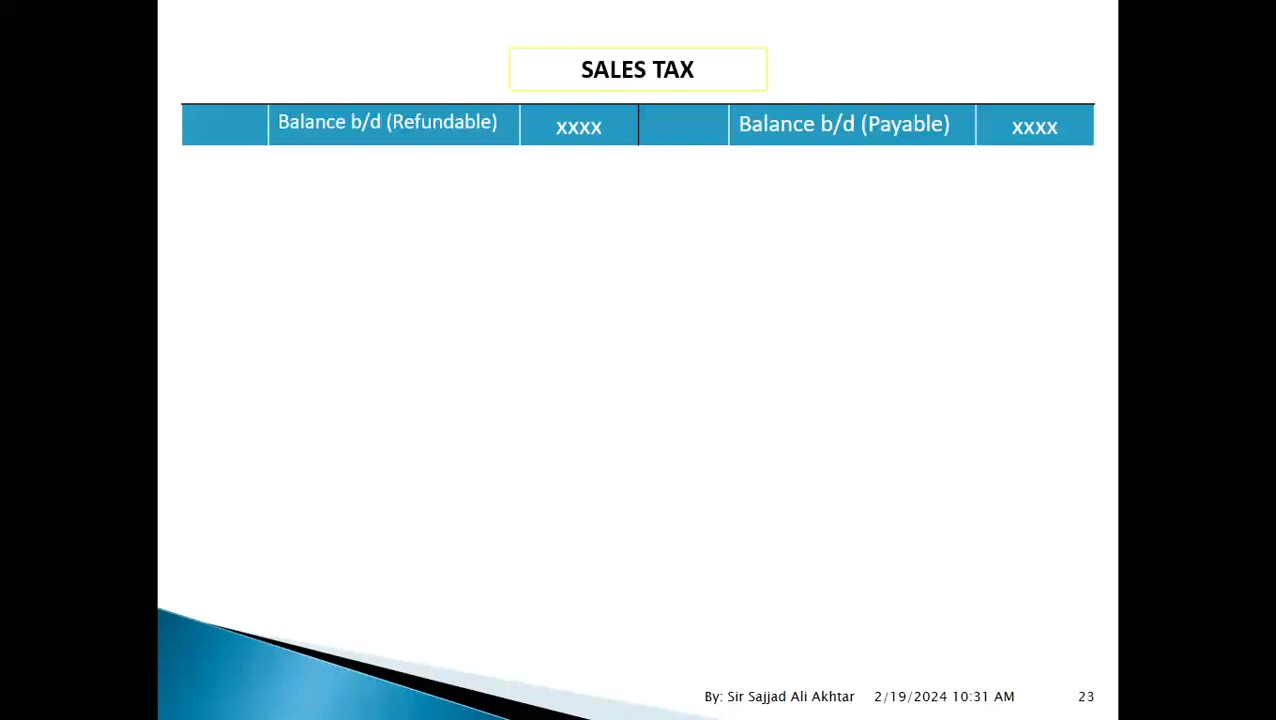 SALES TAX
Balance b/d (Refundable) xxxx Balance b/d (Payable) xxxx
By: Sir Sajjad Ali Akhtar 2/19/2024 10:31 AM 23